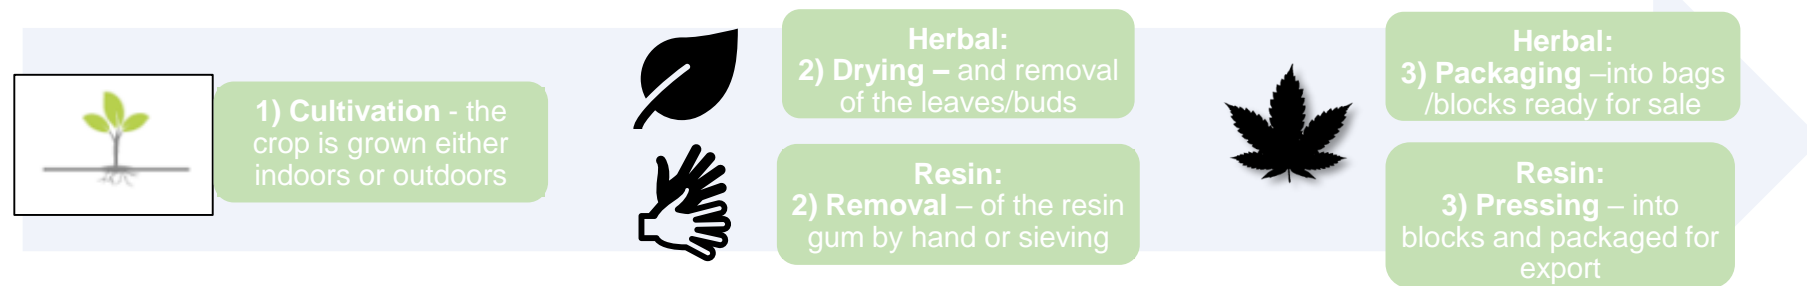 1) Cultivation - the
crop is grown either
indoors or outdoors
Herbal:
2) Drying – and removal
of the leaves/buds
Resin:
2) Removal – of the resin
gum by hand or sieving
Herbal:
3) Packaging –into bags
/blocks ready for sale
Resin:
3) Pressing – into
blocks and packaged for
export